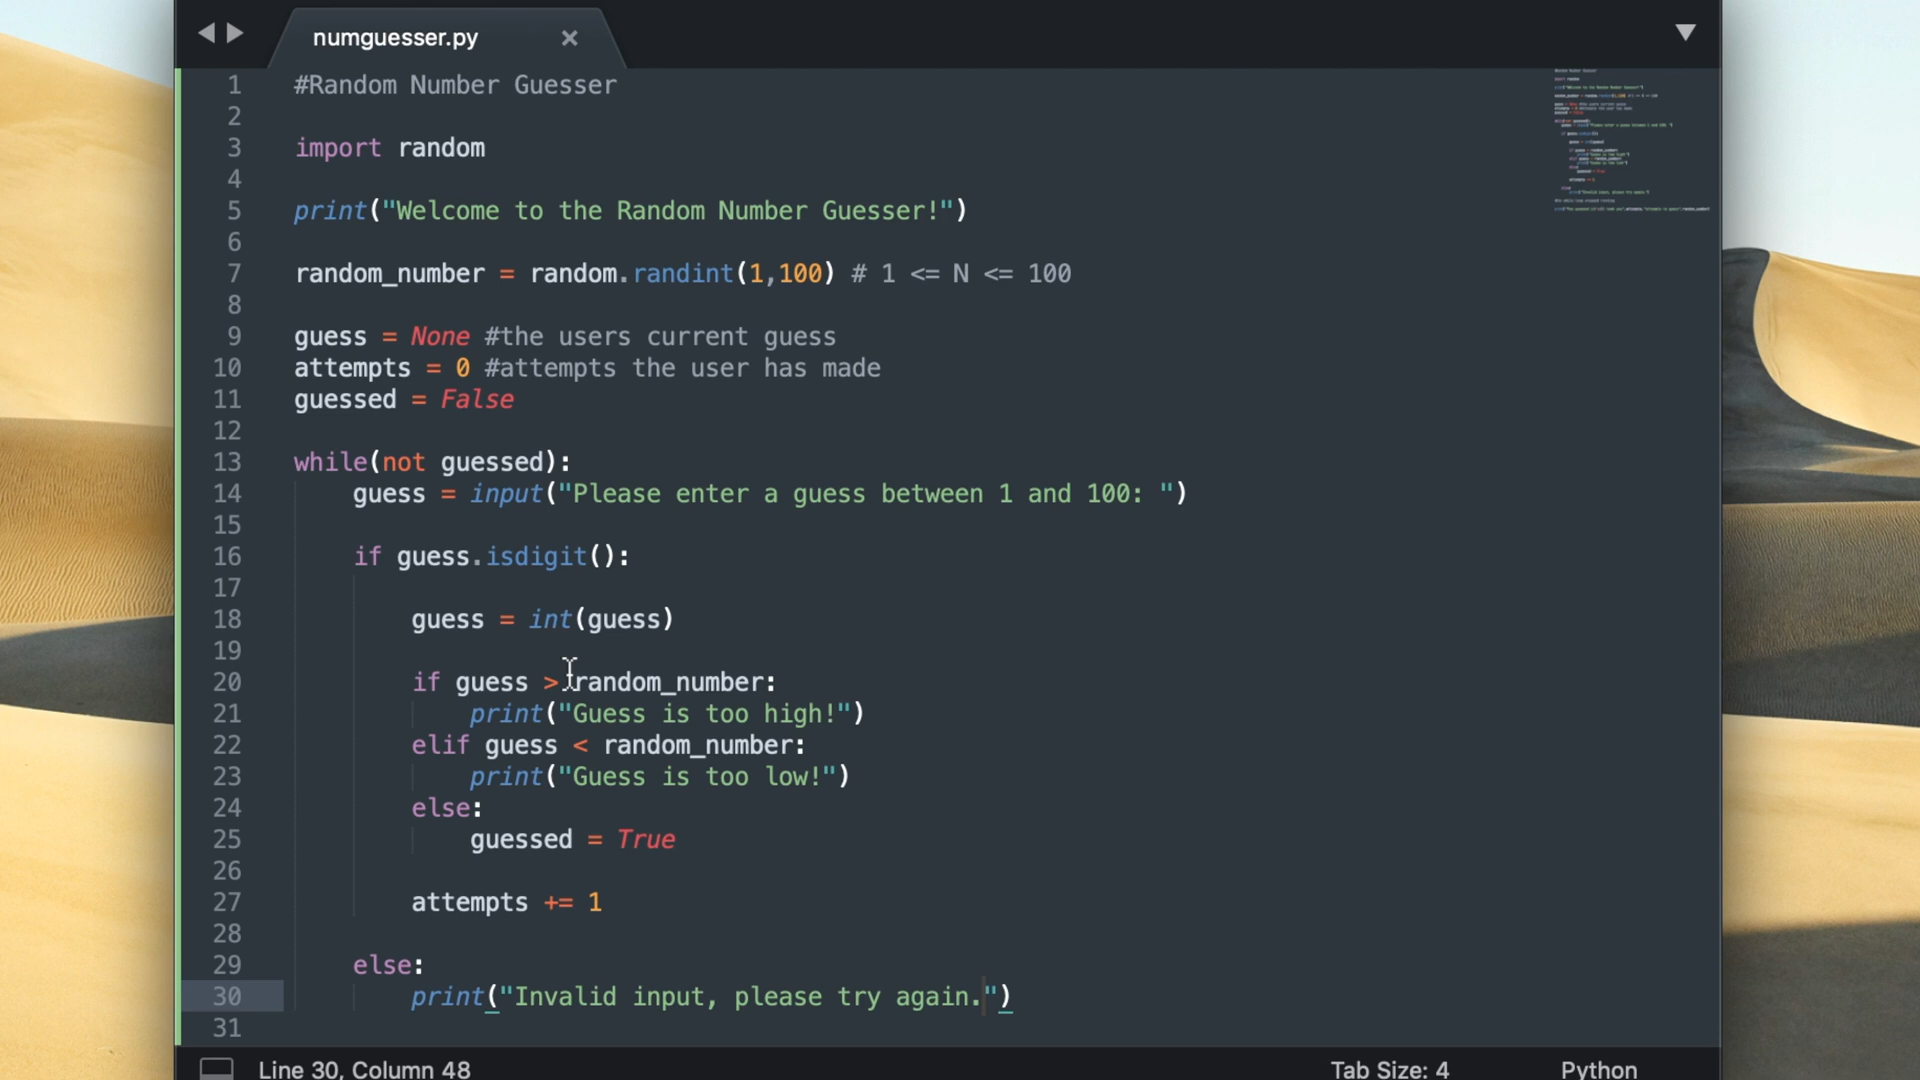 numguesser.py
1 #Random Number Guesser
2
3 import random
4
5 print("Welcome to the Random Number Guesser!")
6
7 random_number = random.randint(1,100) # 1 <= N <= 100
8
9 guess = None #the users current guess
10 attempts = 0 #attempts the user has made
11 guessed = False
12
13 while(not guessed):
14 guess = input("Please enter a guess between 1 and 100: ")
15
16 if guess.isdigit():
17
18 guess = int(guess)
19
20 if guess > random_number:
21 print("Guess is too high!")
22 elif guess < random_number:
23 print("Guess is too low!")
24 else:
25 guessed = True
26
27 attempts += 1
28
29 else:
30 print("Invalid input, please try again.")
31
Line 30, Column 48 Tab Size: 4 Python